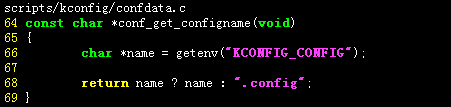 scripts/kconfig/confdata.c
64 const char *conf_get_configname(void)
65 {
66         char *name = getenv("KCONFIG_CONFIG");
67
68         return name ? name : ".config";
69 }